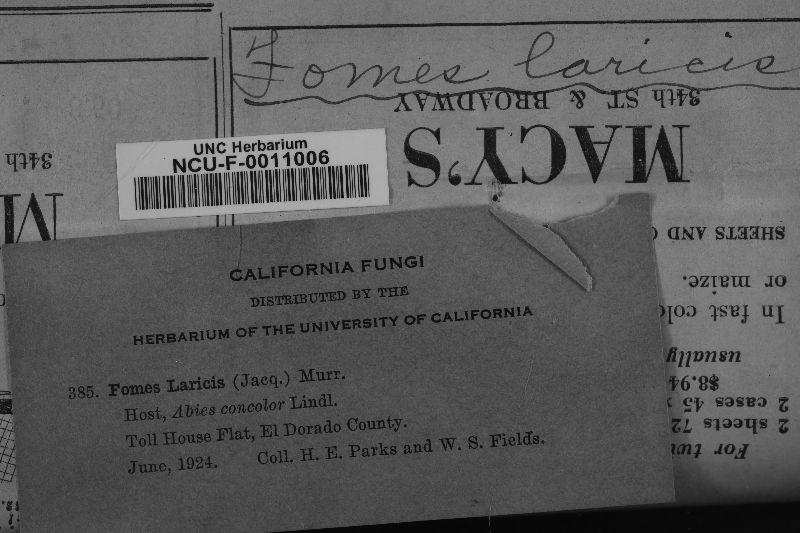 Fomes laricis
34th ST & BROADWAY
MACY'S
34th
M
UNC Herbarium
NCU-F-0011006
SHEETS AND
or maize.
In fast
usually
$8.94
2 cases 45 x
2 sheets 72
For
CALIFORNIA FUNGI
DISTRIBUTED BY THE
HERBARIUM OF THE UNIVERSITY OF CALIFORNIA
385. Fomes Laricis (Jacq.) Murr.
Host, Abies concolor Lindl.
Toll House Flat, El Dorado County.
June, 1924. Coll. H. E. Parks and W. S. Fields.